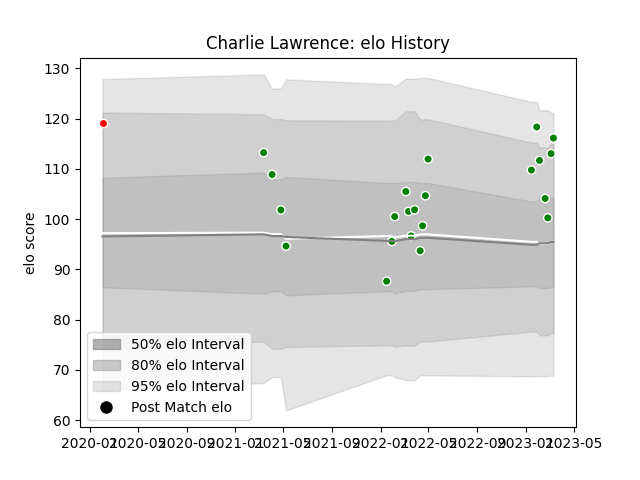 Charlie Lawrence: elo History
elo score
130
120
110
100
90
80
70
60
50% elo Interval
80% elo Interval
95% elo Interval
Post Match elo
2020-01 2020-05 2020-09 2021-01 2021-05 2021-09 2022-01 2022-05 2022-09 2023-01 2023-05